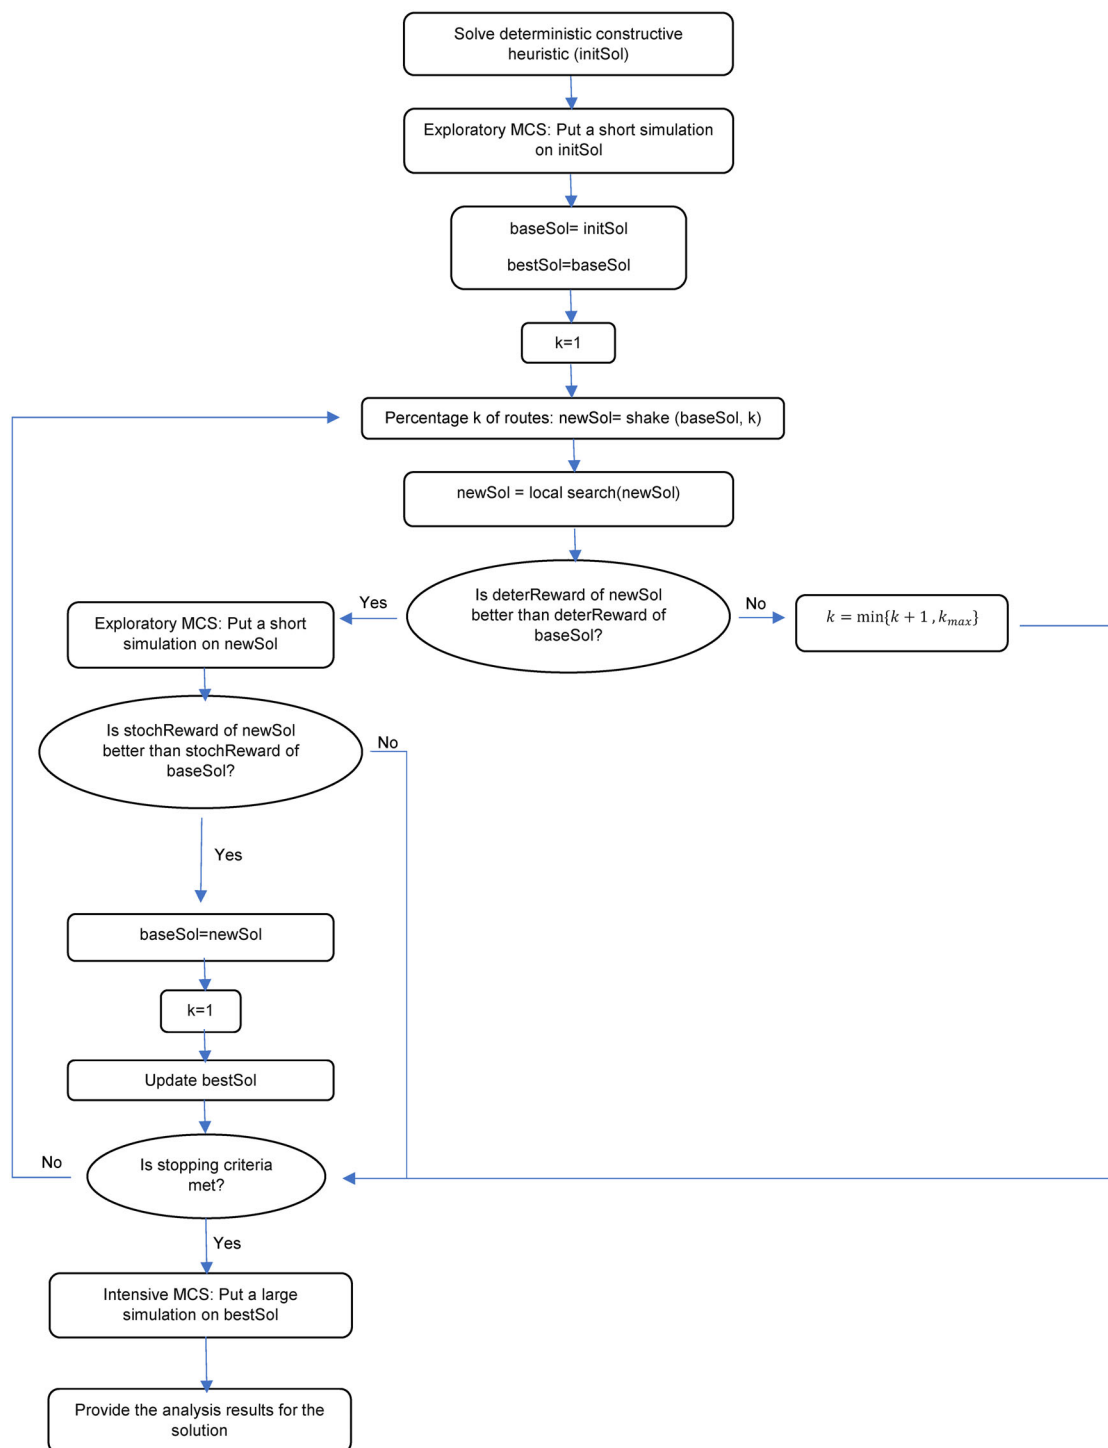 Solve deterministic constructive
heuristic (initSol)
Exploratory MCS: Put a short simulation
on initSol
baseSol= initSol
bestSol=baseSol
k=1
Percentage k of routes: newSol= shake (baseSol, k)
newSol = local search(newSol)
Is deterReward of newSol
better than deterReward of
baseSol?
Yes
No
k = min{k + 1 , k_{max}}
Exploratory MCS: Put a short
simulation on newSol
Is stochReward of newSol
better than stochReward of
baseSol?
No
Yes
baseSol=newSol
k=1
Update bestSol
Is stopping criteria
met?
No
Yes
Intensive MCS: Put a large
simulation on bestSol
Provide the analysis results for the
solution